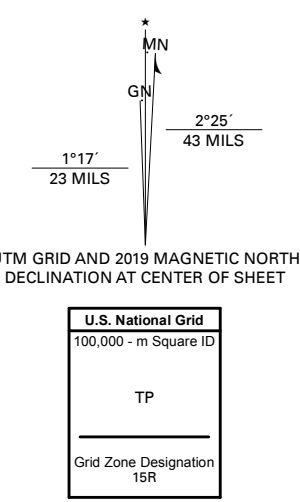 ★
MN
GN
2°25´
43 MILS
1°17´
23 MILS
UTM GRID AND 2019 MAGNETIC NORTH
DECLINATION AT CENTER OF SHEET
U.S. National Grid
100,000 - m Square ID
TP
Grid Zone Designation
15R